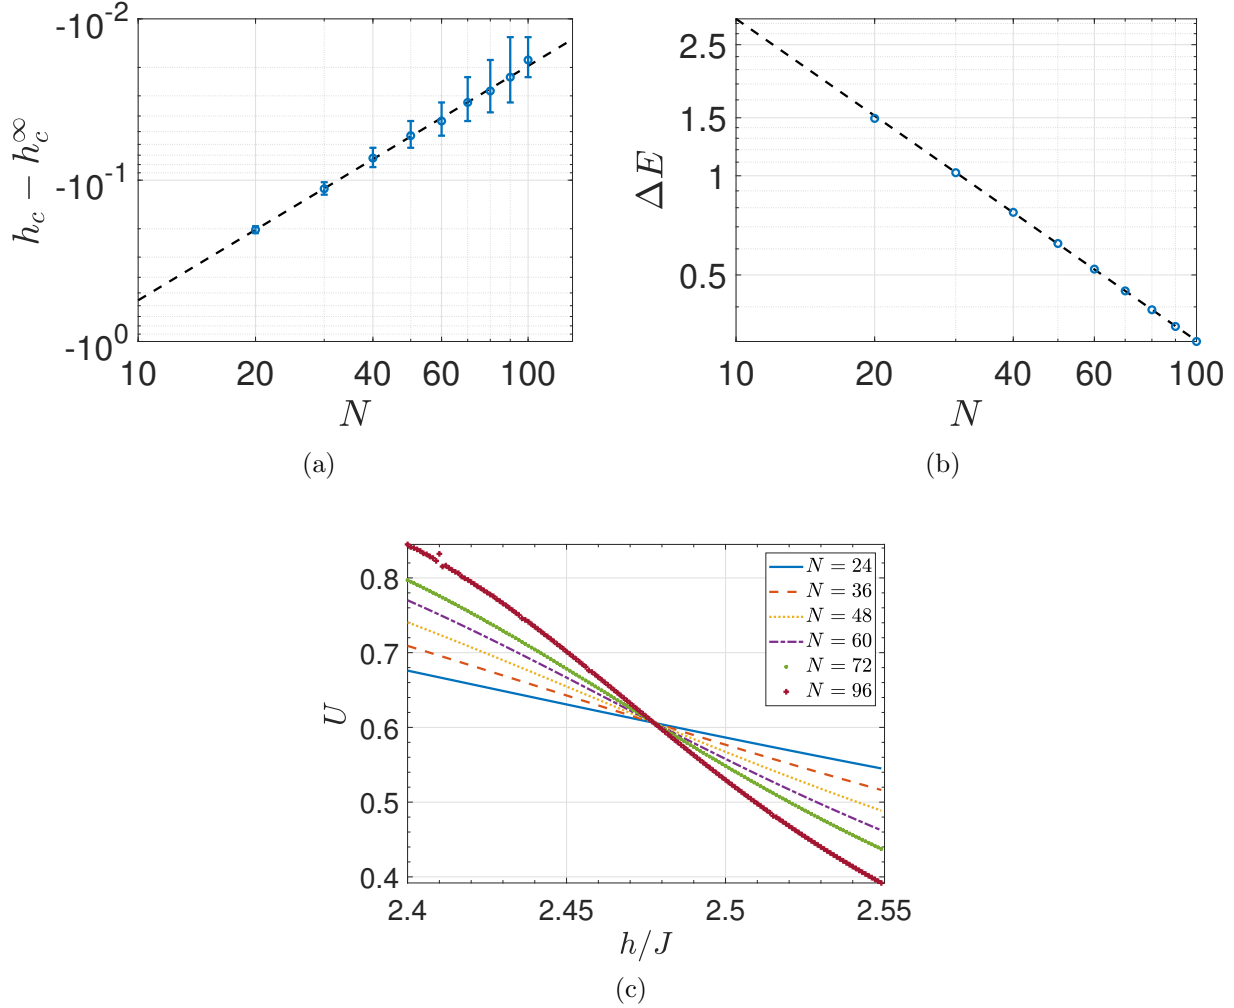 -10^-2
-10^-1
-10^0
h_c − h_c^∞
10 20 40 60 100
N
(a)
2.5
1.5
1
0.5
ΔE
10 20 40 60 100
N
(b)
0.8
0.7
0.6
0.5
0.4
U
N = 24
N = 36
N = 48
N = 60
N = 72
N = 96
2.4 2.45 2.5 2.55
h/J
(c)